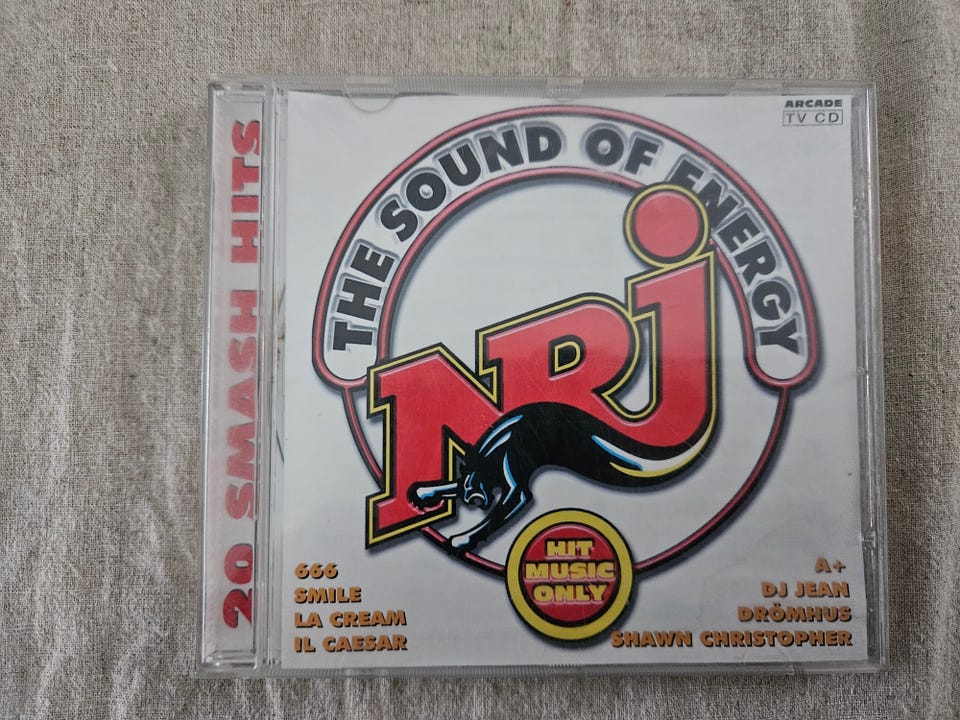 20 SMASH HITS
ARCADE
TV CD
THE SOUND OF ENERGY
NRJ
HIT
MUSIC
ONLY
666
SMILE
LA CREAM
IL CAESAR
A+
DJ JEAN
DRÖMHUS
SHAWN CHRISTOPHER